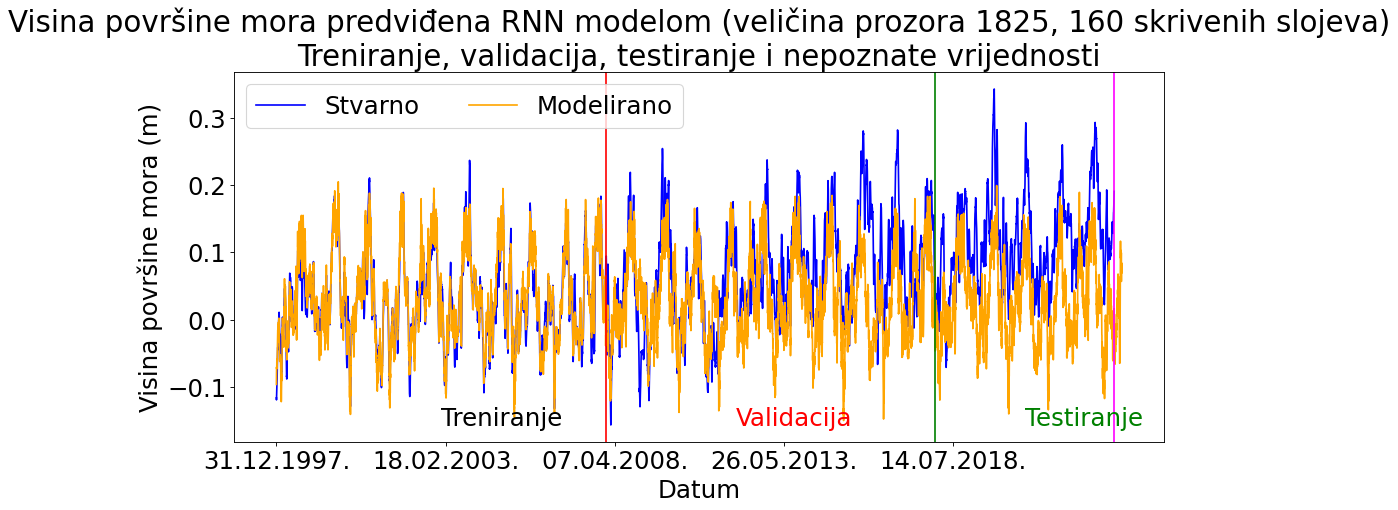 Visina površine mora predviđena RNN modelom (veličina prozora 1825, 160 skrivenih slojeva)
Treniranje, validacija, testiranje i nepoznate vrijednosti
Stvarno
Modelirano
0.3
0.2
0.1
0.0
−0.1
Visina površine mora (m)
Treniranje
Validacija
Testiranje
31.12.1997.
18.02.2003.
07.04.2008.
26.05.2013.
14.07.2018.
Datum